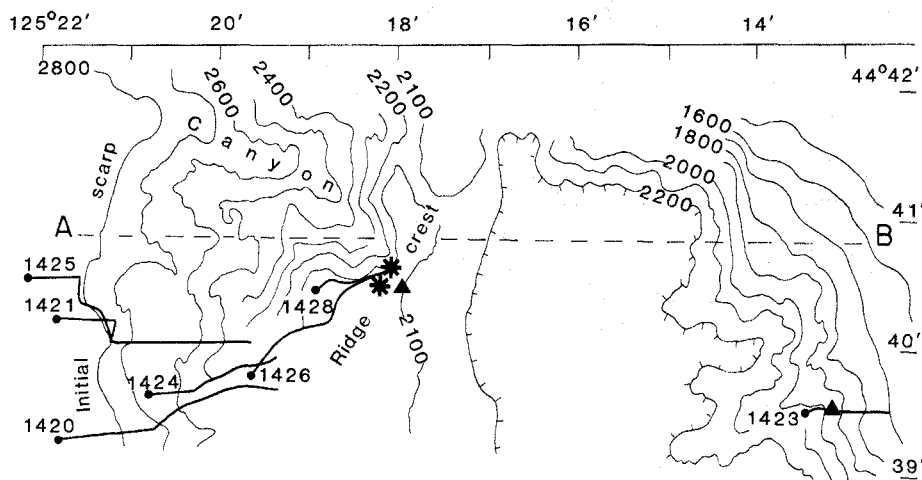 125°22′ 20′ 18′ 16′ 14′
2800 2600 2400 2200 2100
44°42′
1600
1800
2000
2200
Canyon
scarp
41′
A B
crest
1425
1421
1428
Ridge
2100
40′
1424 1426
Initial
1420
1423
39′